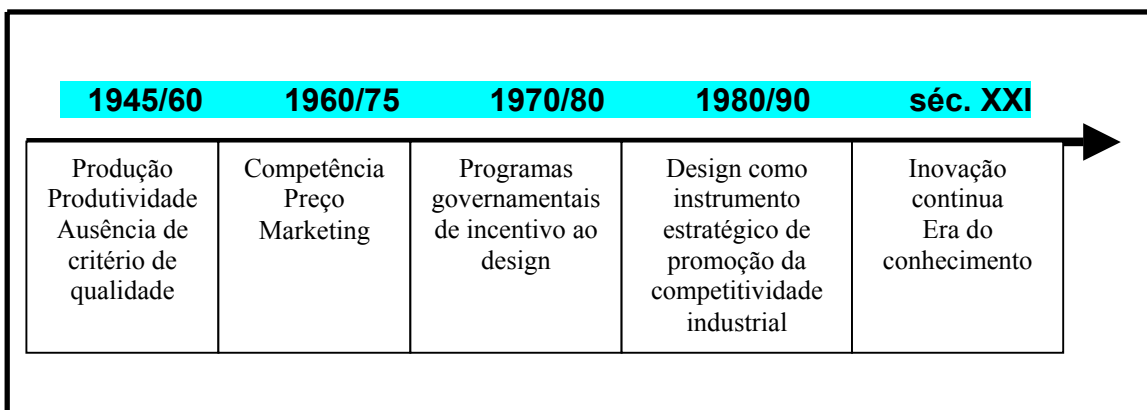 1945/60 1960/75 1970/80 1980/90 séc. XXI
Produção
Produtividade
Ausência de
critério de
qualidade
Competência
Preço
Marketing
Programas
governamentais
de incentivo ao
design
Design como
instrumento
estratégico de
promoção da
competitividade
industrial
Inovação
continua
Era do
conhecimento